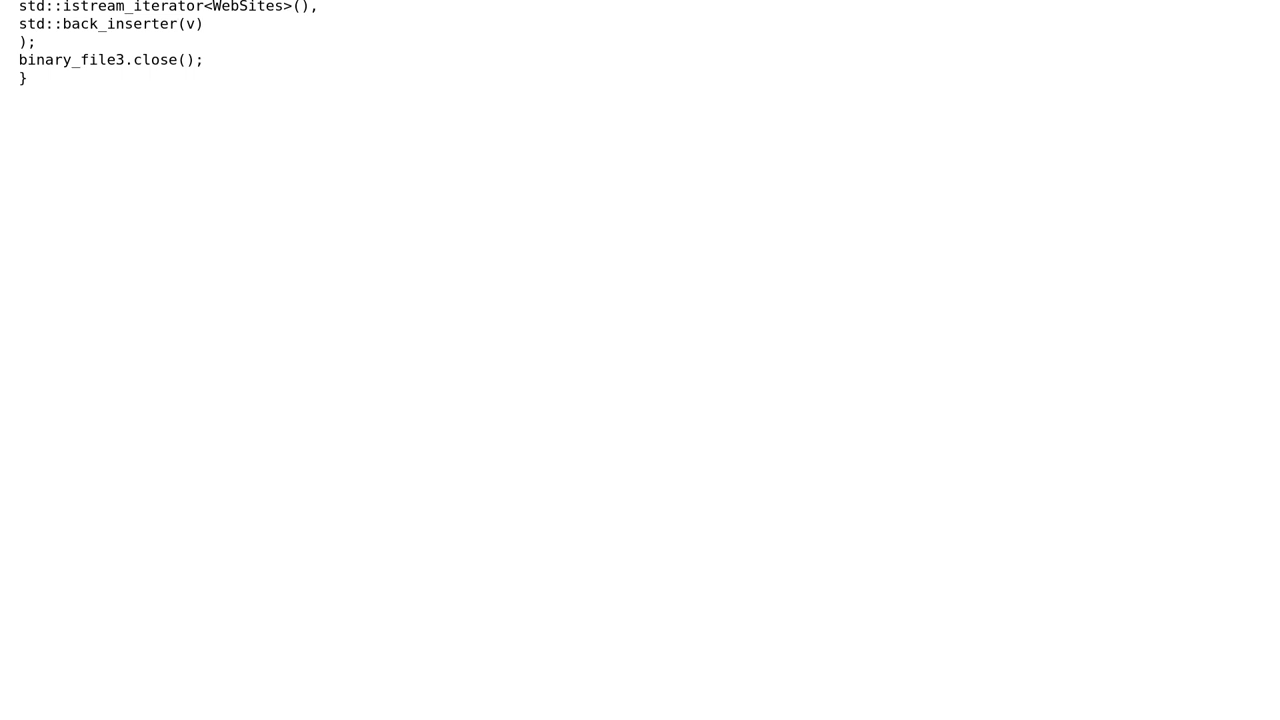 std::istream_iterator<WebSites>(),
std::back_inserter(v)
);
binary_file3.close();
}